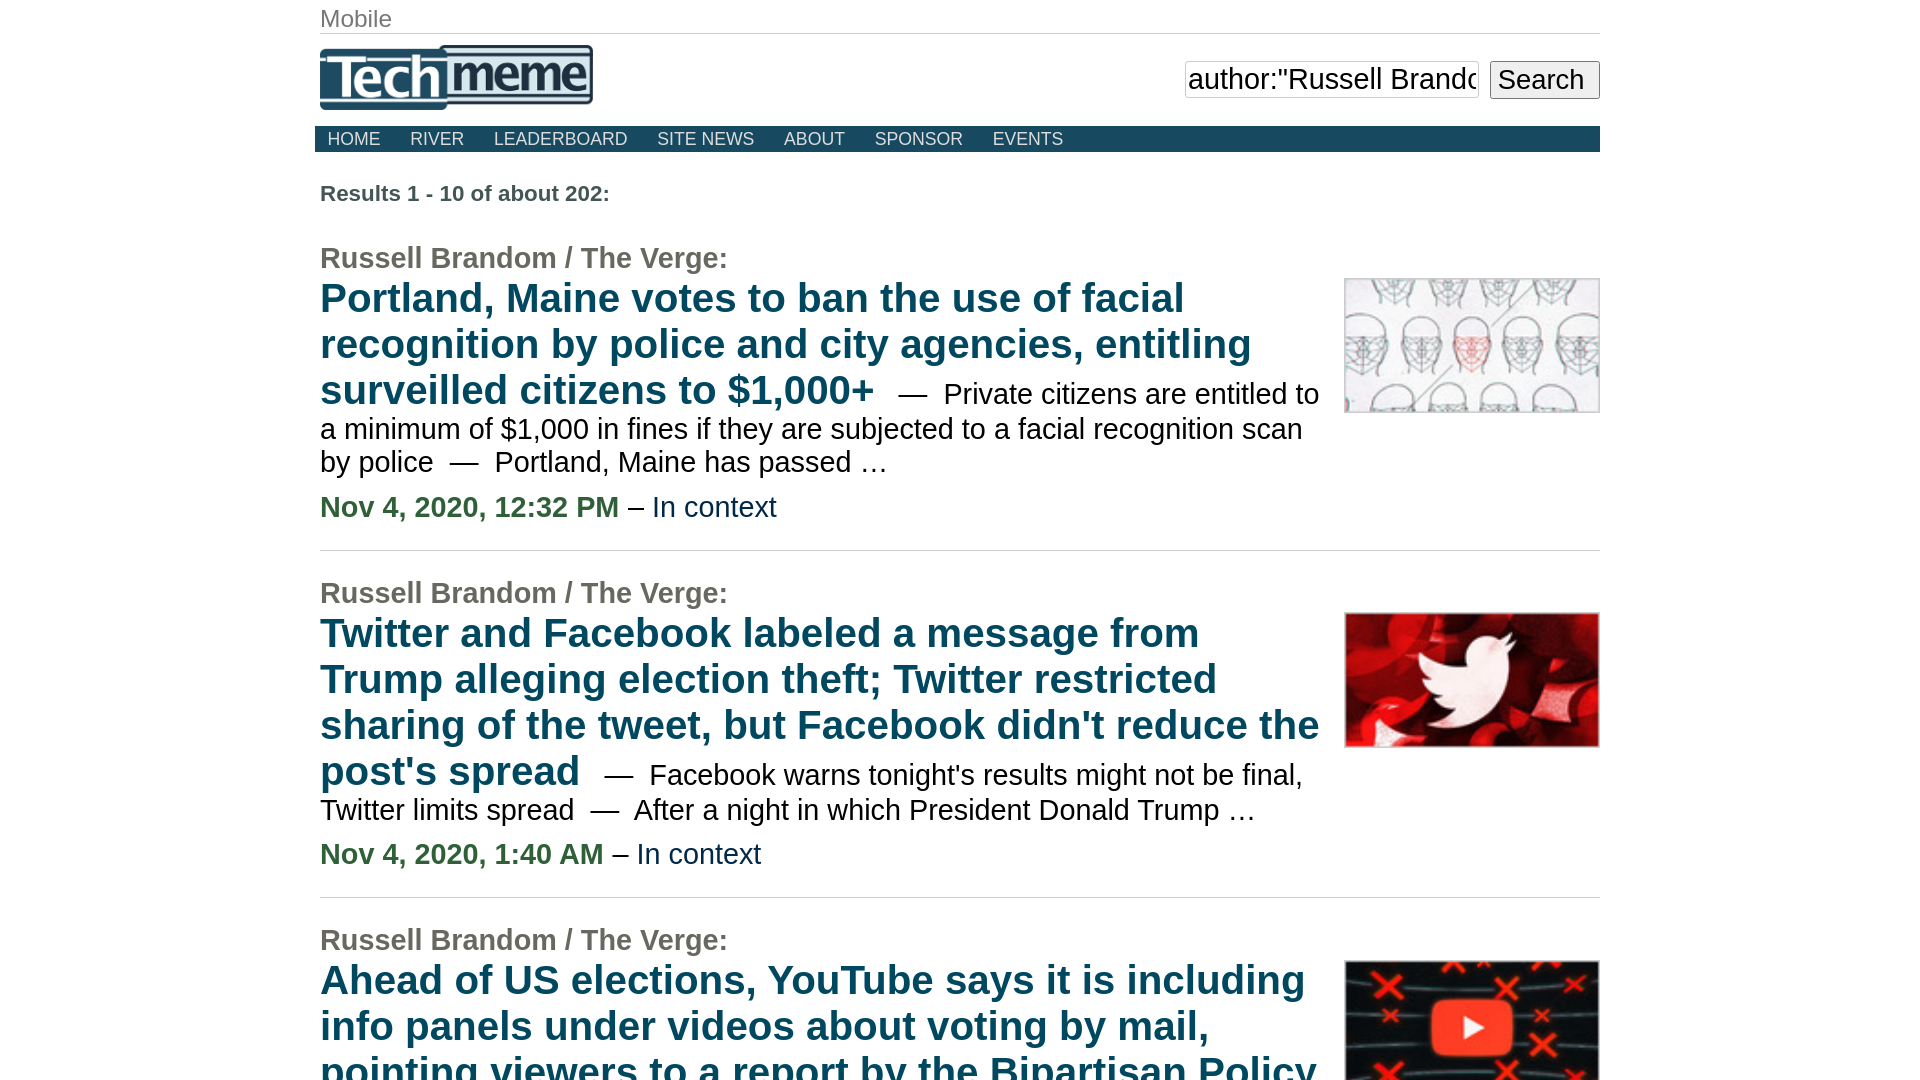 Mobile
Techmeme
author:"Russell Brando
Search
HOME RIVER LEADERBOARD SITE NEWS ABOUT SPONSOR EVENTS
Results 1 - 10 of about 202:
Russell Brandom / The Verge:
Portland, Maine votes to ban the use of facial
recognition by police and city agencies, entitling
surveilled citizens to $1,000+ — Private citizens are entitled to
a minimum of $1,000 in fines if they are subjected to a facial recognition scan
by police — Portland, Maine has passed …
Nov 4, 2020, 12:32 PM – In context
Russell Brandom / The Verge:
Twitter and Facebook labeled a message from
Trump alleging election theft; Twitter restricted
sharing of the tweet, but Facebook didn't reduce the
post's spread — Facebook warns tonight's results might not be final,
Twitter limits spread — After a night in which President Donald Trump …
Nov 4, 2020, 1:40 AM – In context
Russell Brandom / The Verge:
Ahead of US elections, YouTube says it is including
info panels under videos about voting by mail,
pointing viewers to a report by the Bipartisan Policy